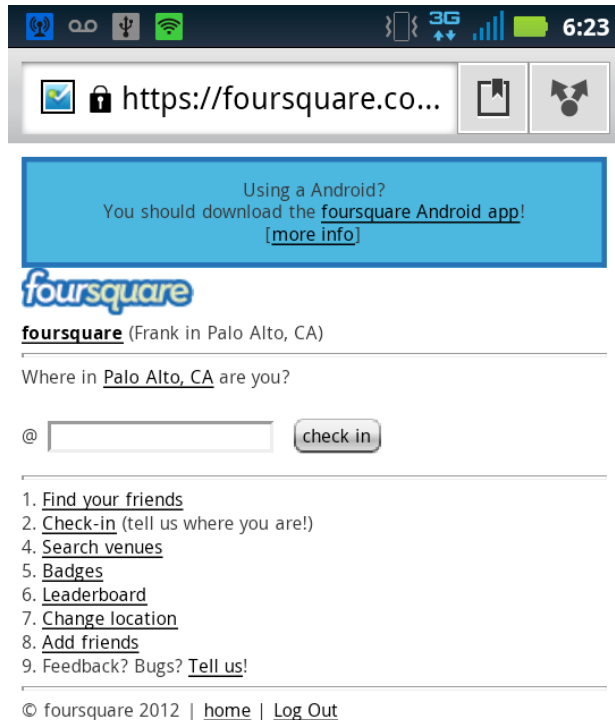 3G 6:23
https://foursquare.co...
Using a Android?
You should download the foursquare Android app!
[more info]
foursquare
foursquare (Frank in Palo Alto, CA)
Where in Palo Alto, CA are you?
@ check in
1. Find your friends
2. Check-in (tell us where you are!)
4. Search venues
5. Badges
6. Leaderboard
7. Change location
8. Add friends
9. Feedback? Bugs? Tell us!
© foursquare 2012 | home | Log Out